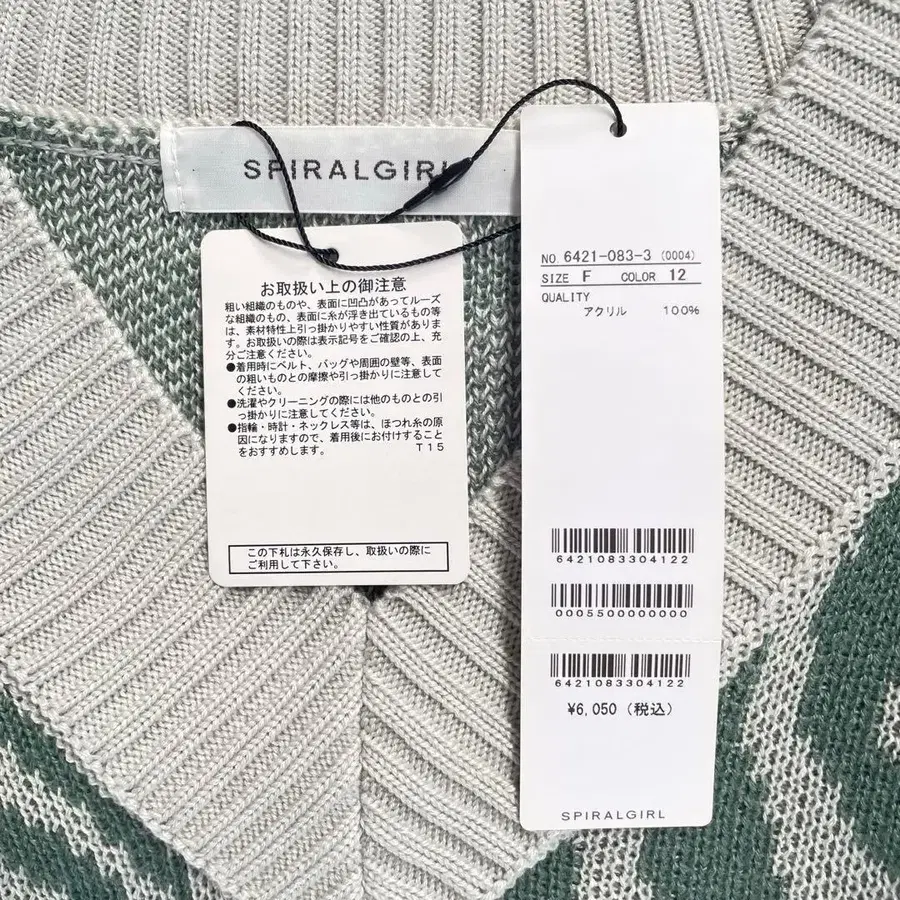 SPIRALGIRL
お取扱い上の御注意
粗い組織のものや、表面に凹凸があってルーズ
な組織のもの、表面に糸が浮き出ているもの等
は、素材特性上引っ掛かりやすい性質がありま
す。お取扱いの際は表示記号をご確認の上、充
分ご注意ください。
●着用時にベルト、バッグや周囲の壁等、表面
の粗いものとの摩擦や引っ掛かりに注意して
ください。
●洗濯やクリーニングの際には他のものとの引
っ掛かりに注意してください。
●指輪・時計・ネックレス等は、ほつれ糸の原
因になりますので、着用後にお付けすること
をおすすめします。 T15
この下札は永久保存し、取扱いの際に
ご利用して下さい。
NO. 6421-083-3 (0004)
SIZE F COLOR 12
QUALITY
アクリル 100%
6421083304122
0005500000000
6421083304122
¥6,050 (税込)
SPIRALGIRL